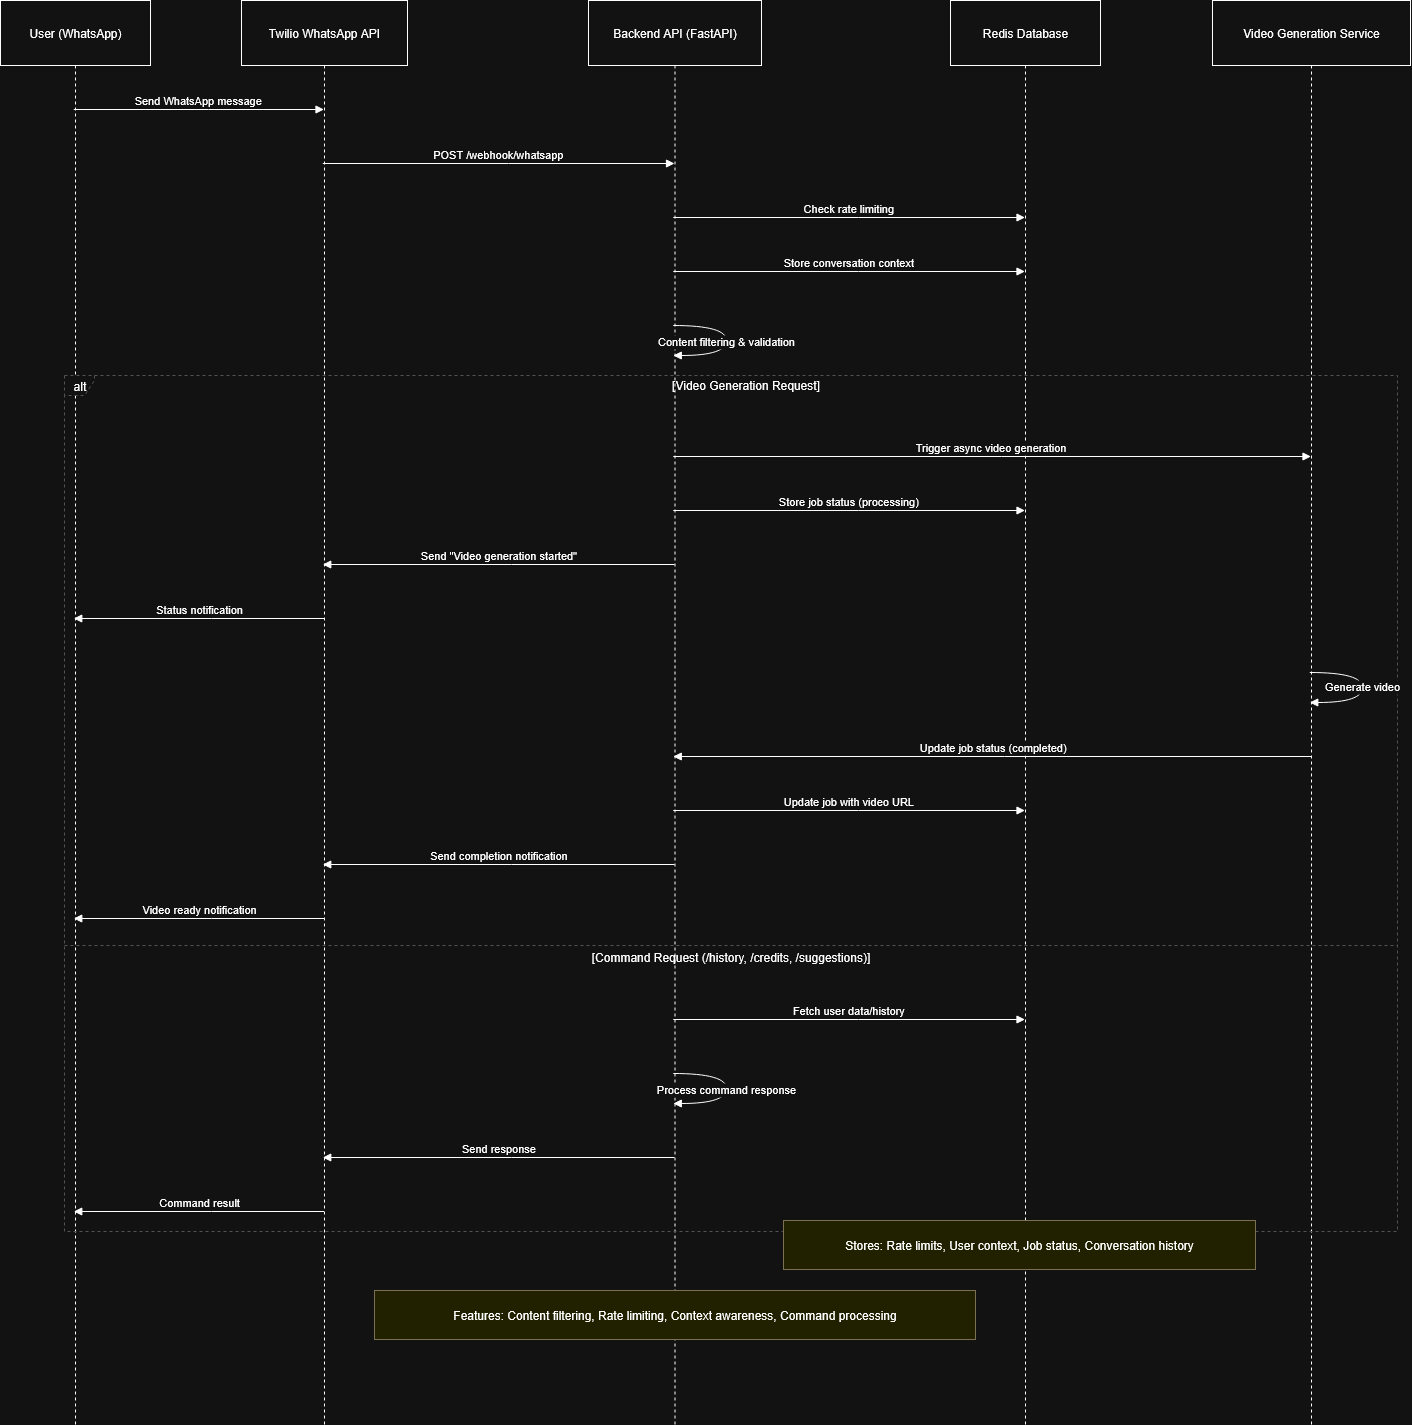 User (WhatsApp)
Twilio WhatsApp API
Backend API (FastAPI)
Redis Database
Video Generation Service
Send WhatsApp message
POST /webhook/whatsapp
Check rate limiting
Store conversation context
Content filtering & validation
alt
[Video Generation Request]
Trigger async video generation
Store job status (processing)
Send "Video generation started"
Status notification
Generate video
Update job status (completed)
Update job with video URL
Send completion notification
Video ready notification
[Command Request (/history, /credits, /suggestions)]
Fetch user data/history
Process command response
Send response
Command result
Stores: Rate limits, User context, Job status, Conversation history
Features: Content filtering, Rate limiting, Context awareness, Command processing